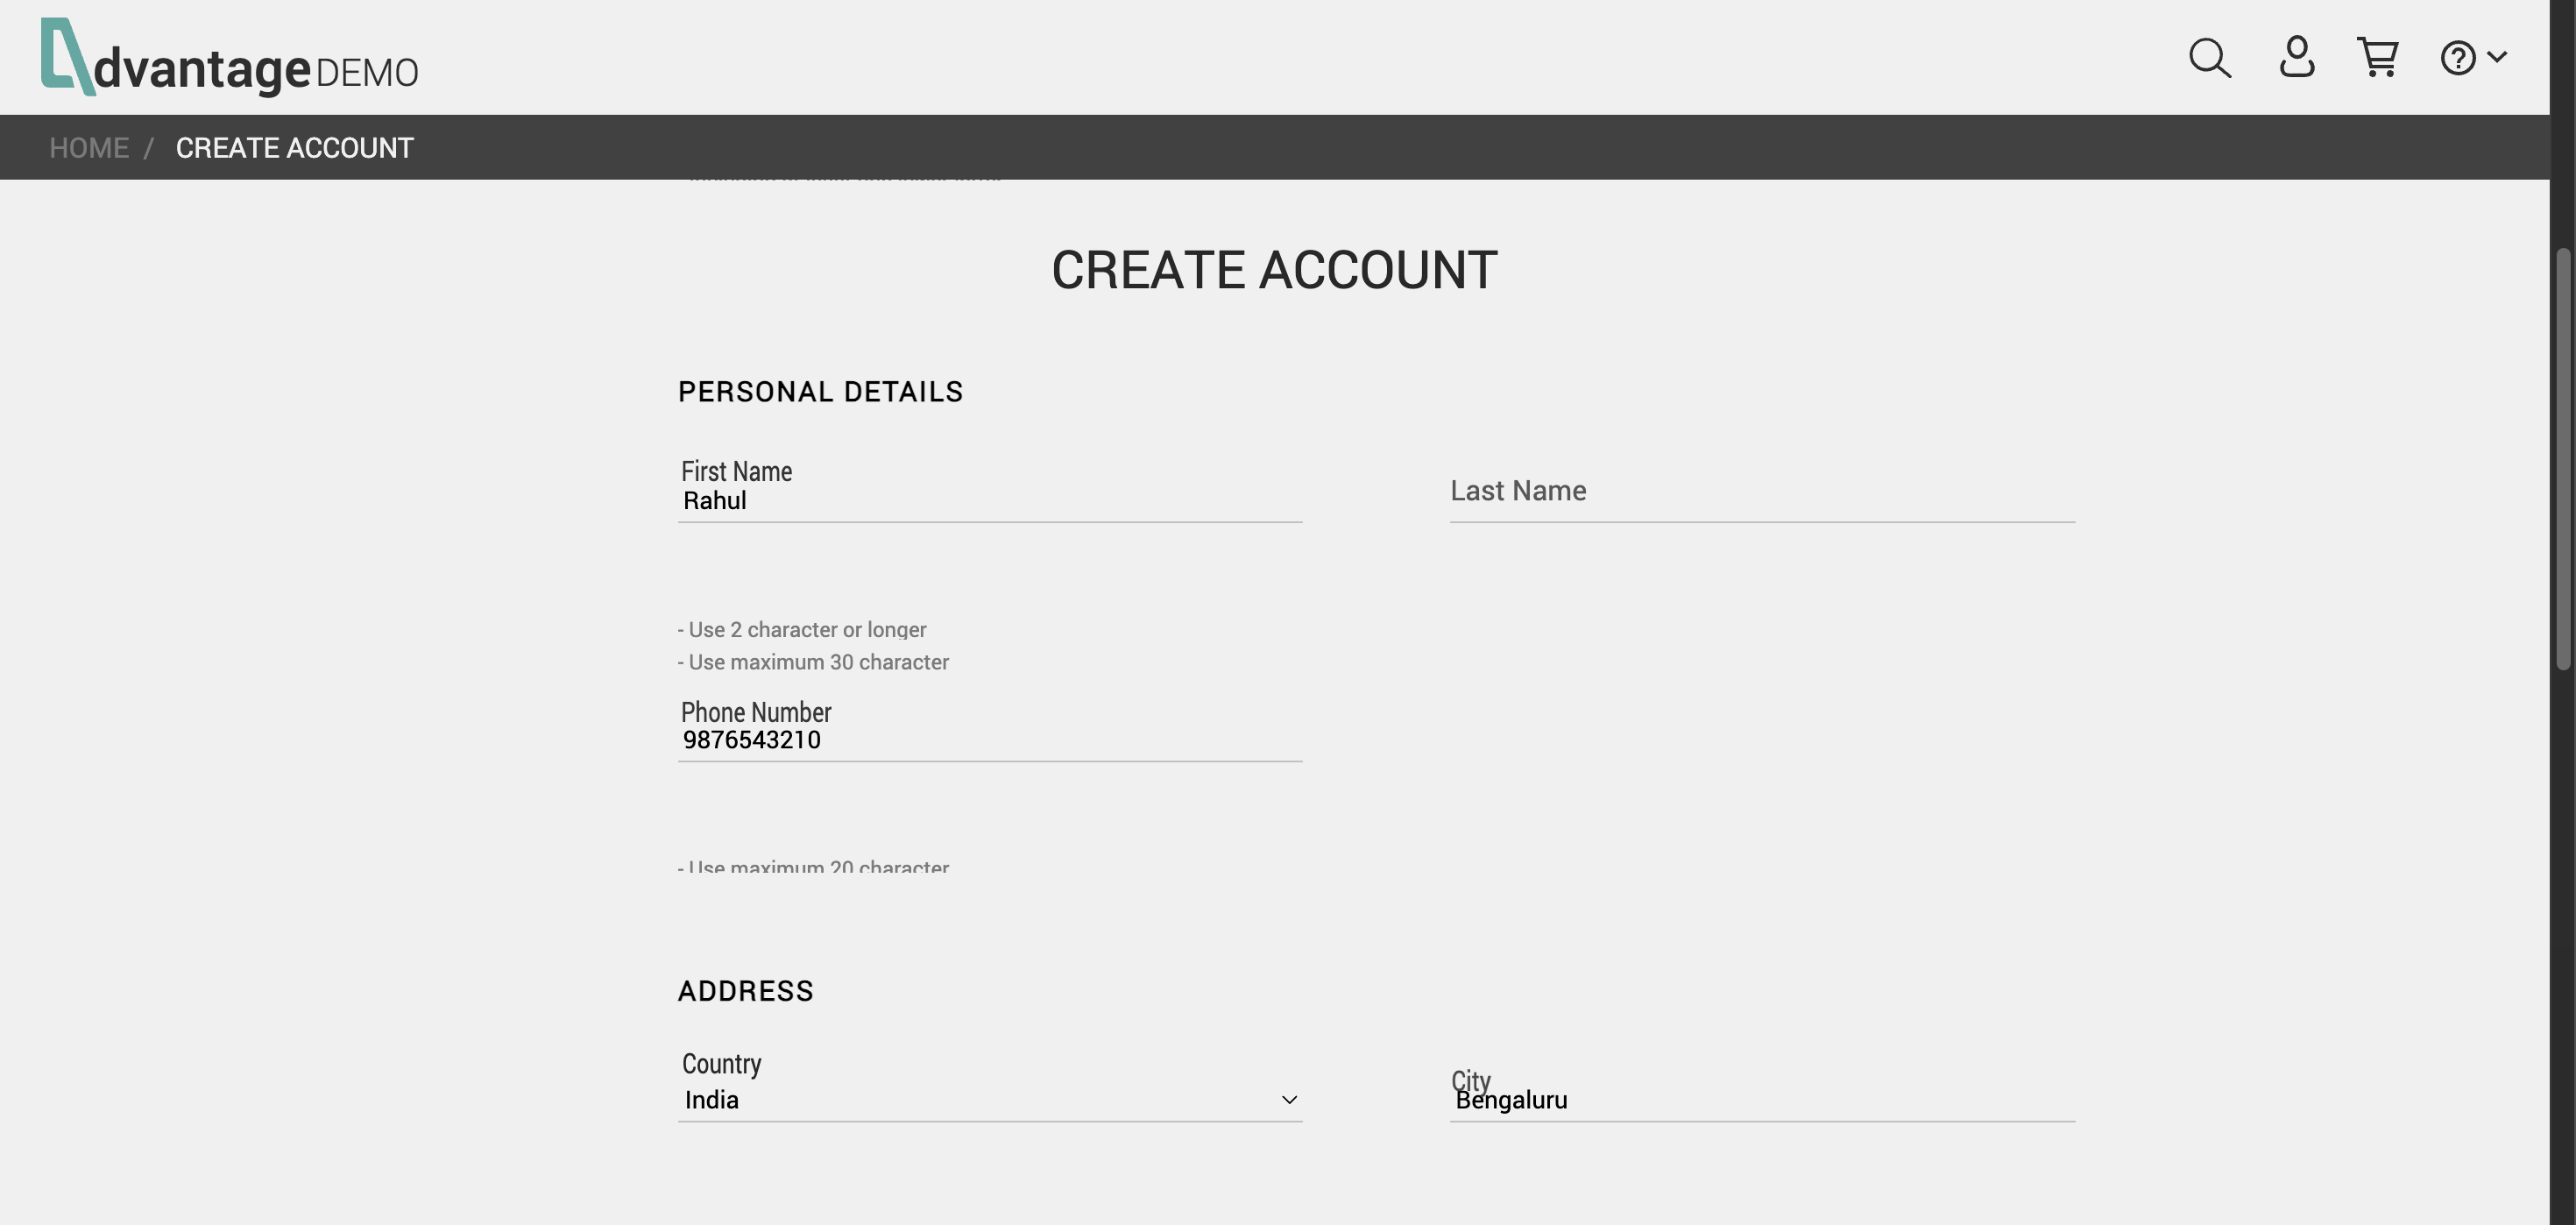 dvantage DEMO
HOME / CREATE ACCOUNT
CREATE ACCOUNT
PERSONAL DETAILS
First Name
Rahul
Last Name
- Use 2 character or longer
- Use maximum 30 character
Phone Number
9876543210
- Use maximum 20 character
ADDRESS
Country
India
City
Bengaluru